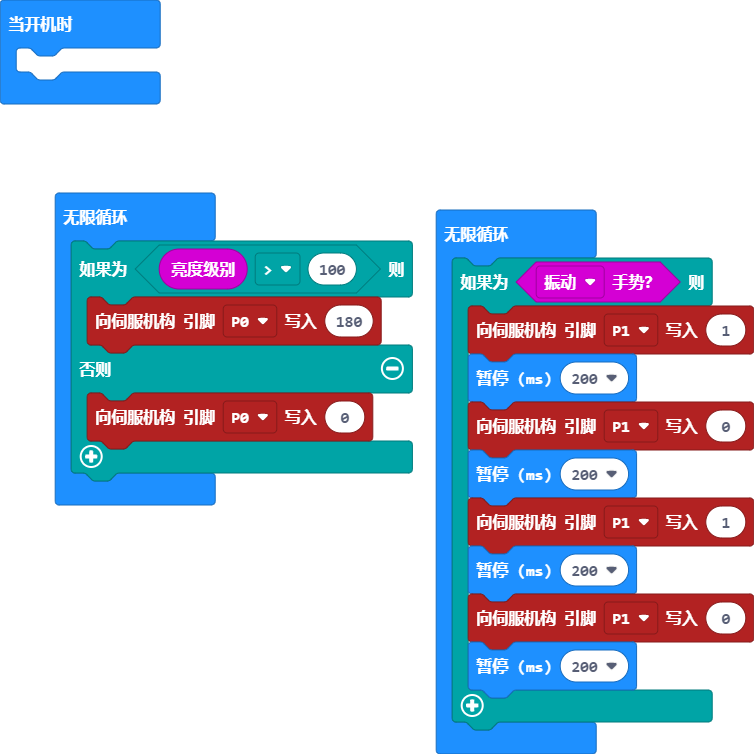 当开机时
无限循环
如果为 亮度级别 > 100 则
向伺服机构 引脚 P0 写入 180
否则
向伺服机构 引脚 P0 写入 0
无限循环
如果为 振动 手势? 则
向伺服机构 引脚 P1 写入 1
暂停 (ms) 200
向伺服机构 引脚 P1 写入 0
暂停 (ms) 200
向伺服机构 引脚 P1 写入 1
暂停 (ms) 200
向伺服机构 引脚 P1 写入 0
暂停 (ms) 200